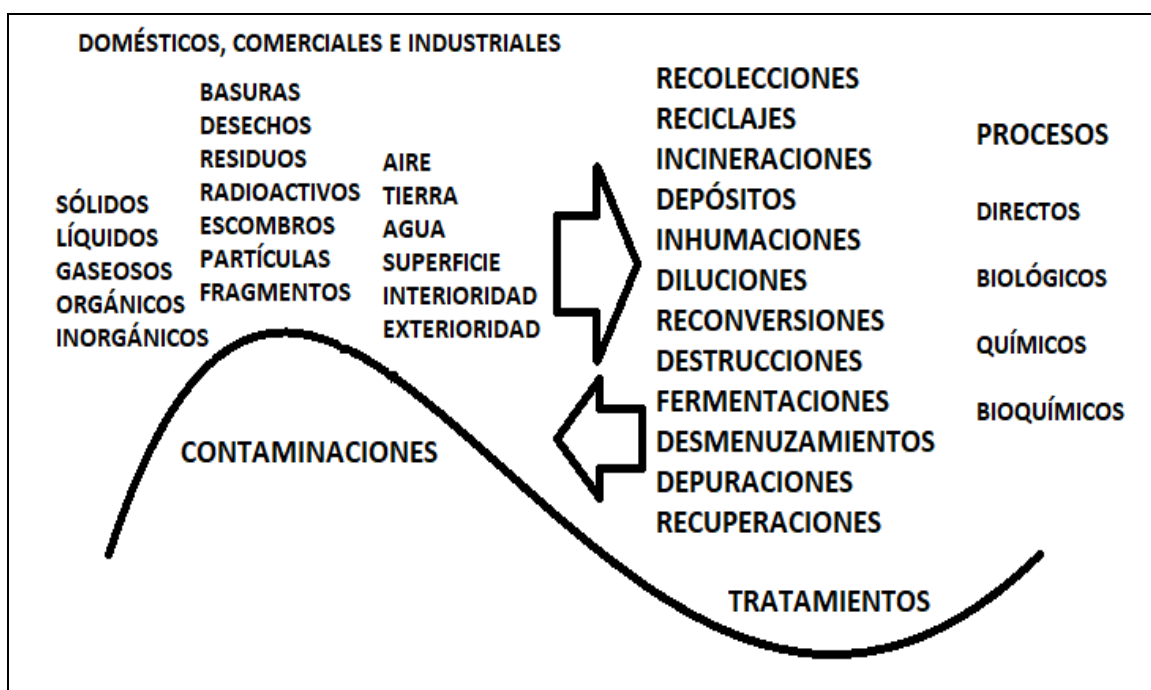 DOMÉSTICOS, COMERCIALES E INDUSTRIALES
SÓLIDOS
LÍQUIDOS
GASEOSOS
ORGÁNICOS
INORGÁNICOS
BASURAS
DESECHOS
RESIDUOS
RADIOACTIVOS
ESCOMBROS
PARTÍCULAS
FRAGMENTOS
AIRE
TIERRA
AGUA
SUPERFICIE
INTERIORIDAD
EXTERIORIDAD
CONTAMINACIONES
RECOLECCIONES
RECICLAJES
INCINERACIONES
DEPÓSITOS
INHUMACIONES
DILUCIONES
RECONVERSIONES
DESTRUCCIONES
FERMENTACIONES
DESMENUZAMIENTOS
DEPURACIONES
RECUPERACIONES
PROCESOS
DIRECTOS
BIOLÓGICOS
QUÍMICOS
BIOQUÍMICOS
TRATAMIENTOS